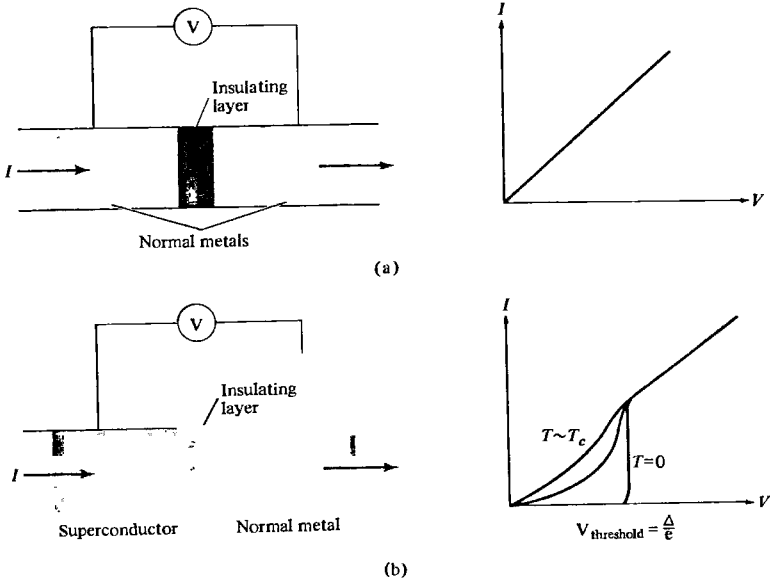 V
I
Insulating
layer
I
V
Normal metals
(a)
V
I
Insulating
layer
T~T_c
I
T=0
V
Superconductor
Normal metal
V_threshold = Δ/e
(b)